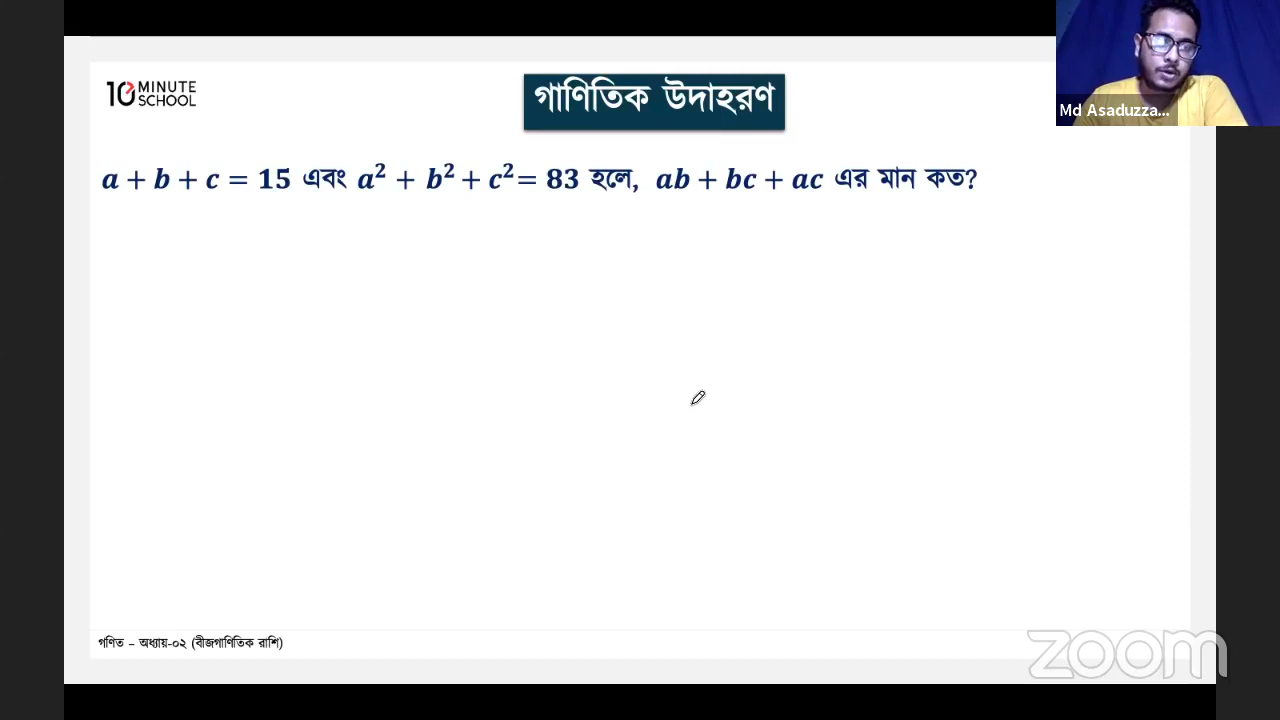 10 MINUTE SCHOOL
গাণিতিক উদাহরণ
Md Asaduzza...
a + b + c = 15 এবং a² + b² + c² = 83 হলে, ab + bc + ac এর মান কত?
গণিত – অধ্যায়-০২ (বীজগাণিতিক রাশি)
zoom